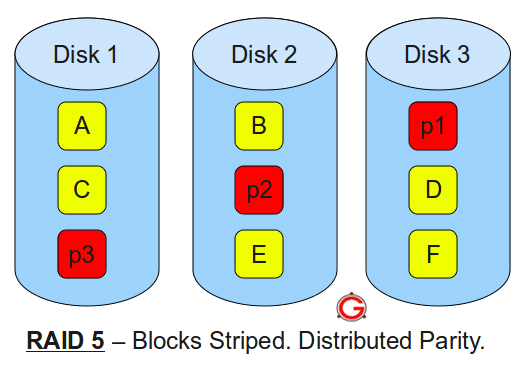 Disk 1 Disk 2 Disk 3
A B p1
C p2 D
p3 E F
G
RAID 5 – Blocks Striped. Distributed Parity.